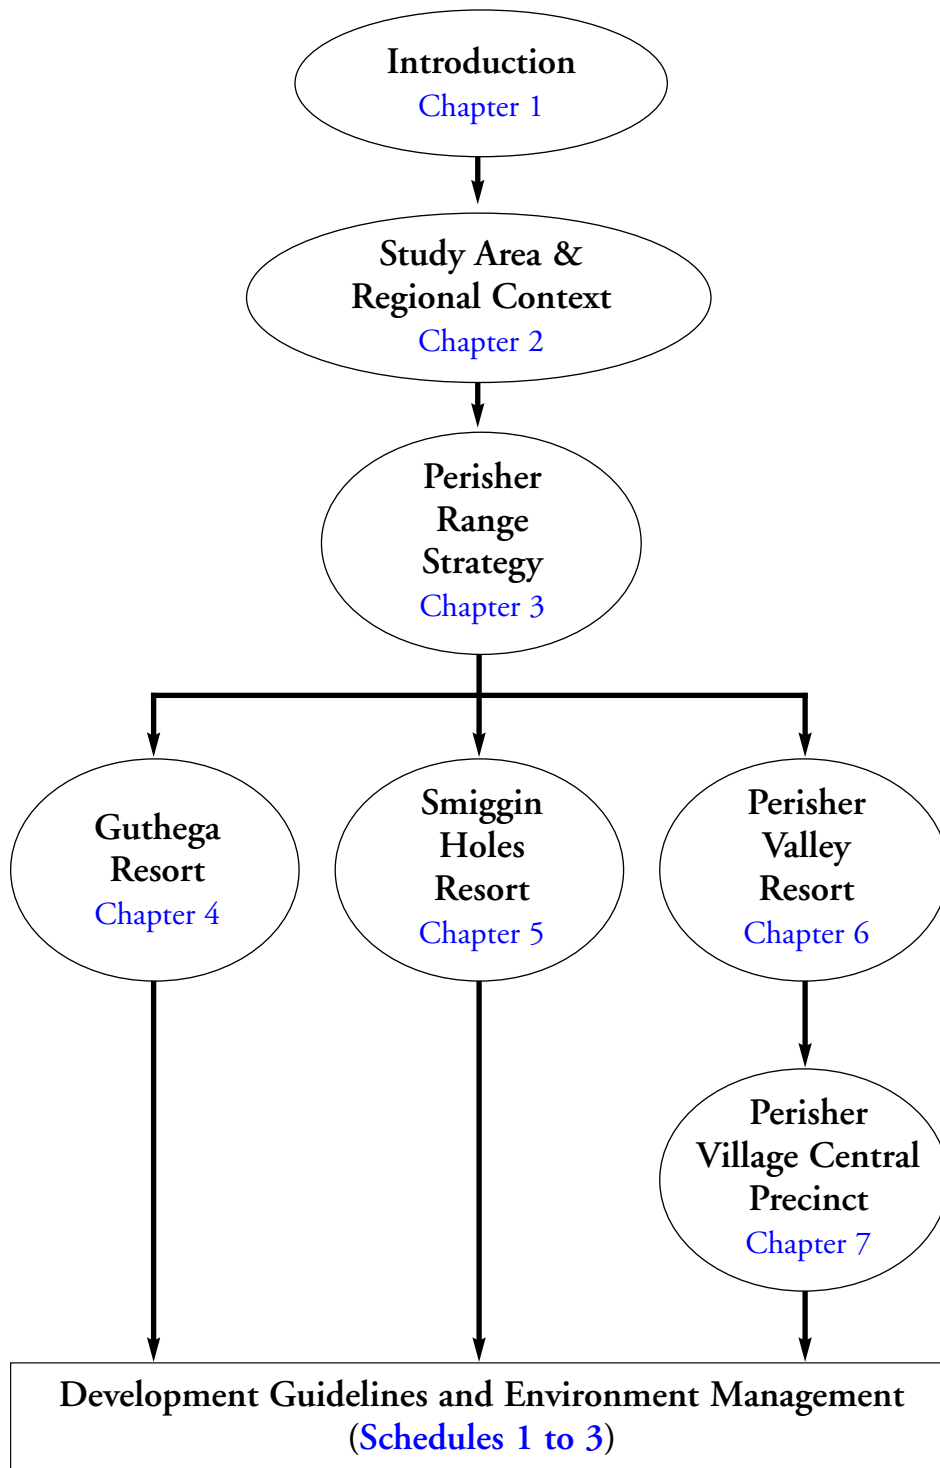 Introduction
Chapter 1
Study Area &
Regional Context
Chapter 2
Perisher
Range
Strategy
Chapter 3
Guthega
Resort
Chapter 4
Smiggin
Holes
Resort
Chapter 5
Perisher
Valley
Resort
Chapter 6
Perisher
Village Central
Precinct
Chapter 7
Development Guidelines and Environment Management
(Schedules 1 to 3)